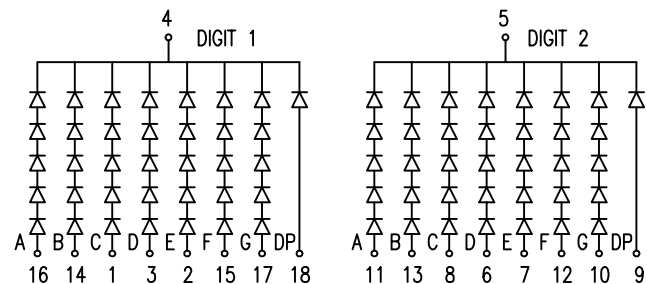 4 5
DIGIT 1 DIGIT 2
A B C D E F G DP A B C D E F G DP
16 14 1 3 2 15 17 18 11 13 8 6 7 12 10 9